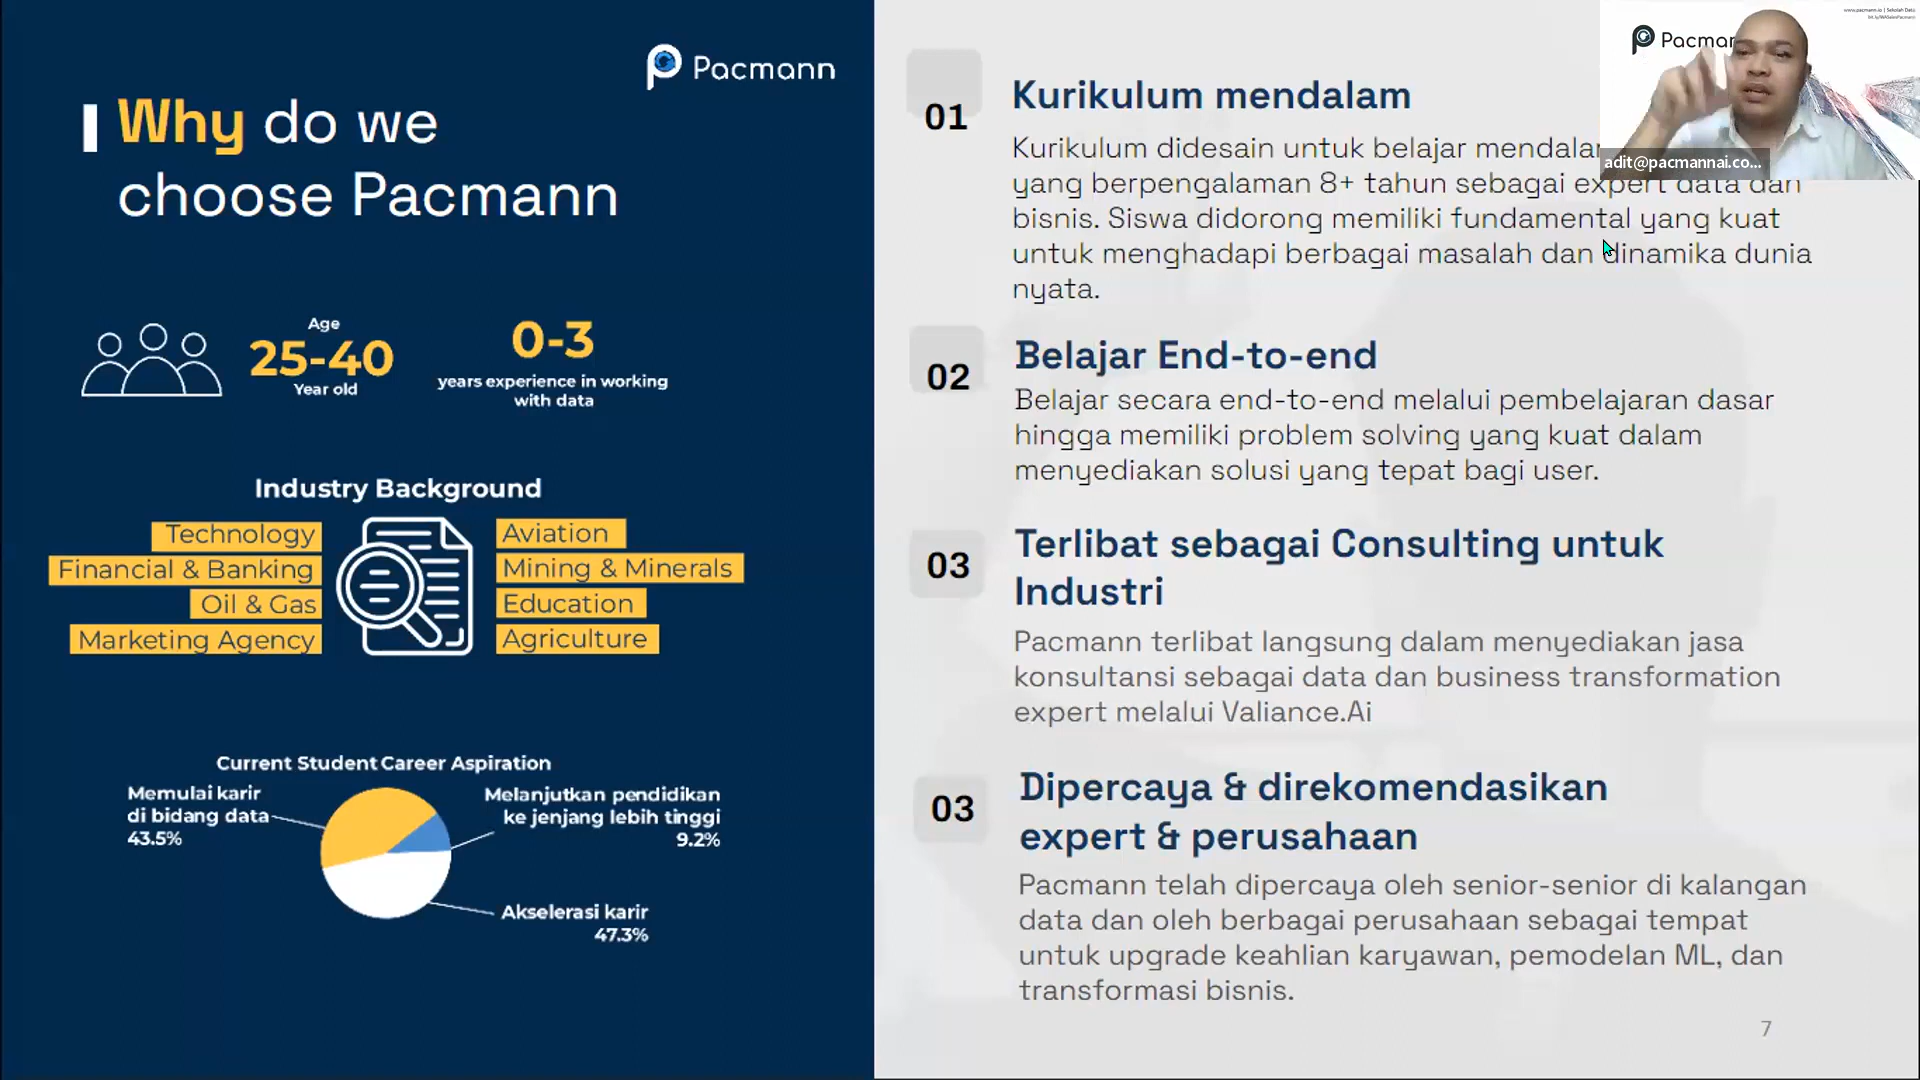 Pacmann
Why do we
choose Pacmann
Age
25-40
Year old
0-3
years experience in working
with data
Industry Background
Technology
Financial & Banking
Oil & Gas
Marketing Agency
Aviation
Mining & Minerals
Education
Agriculture
Current Student Career Aspiration
Memulai karir
di bidang data
43.5%
Melanjutkan pendidikan
ke jenjang lebih tinggi
9.2%
Akselerasi karir
47.3%
01
Kurikulum mendalam
Kurikulum didesain untuk belajar
yang berpengalaman 8+ tahun sebagai expert data dan
bisnis. Siswa didorong memiliki fundamental yang kuat
untuk menghadapi berbagai masalah dan dinamika dunia
nyata.
02
Belajar End-to-end
Belajar secara end-to-end melalui pembelajaran dasar
hingga memiliki problem solving yang kuat dalam
menyediakan solusi yang tepat bagi user.
03
Terlibat sebagai Consulting untuk
Industri
Pacmann terlibat langsung dalam menyediakan jasa
konsultansi sebagai data dan business transformation
expert melalui Valiance.Ai
03
Dipercaya & direkomendasikan
expert & perusahaan
Pacmann telah dipercaya oleh senior-senior di kalangan
data dan oleh berbagai perusahaan sebagai tempat
untuk upgrade keahlian karyawan, pemodelan ML, dan
transformasi bisnis.
7
www.pacmann.io | Sekolah Data
adit@pacmannai.co...